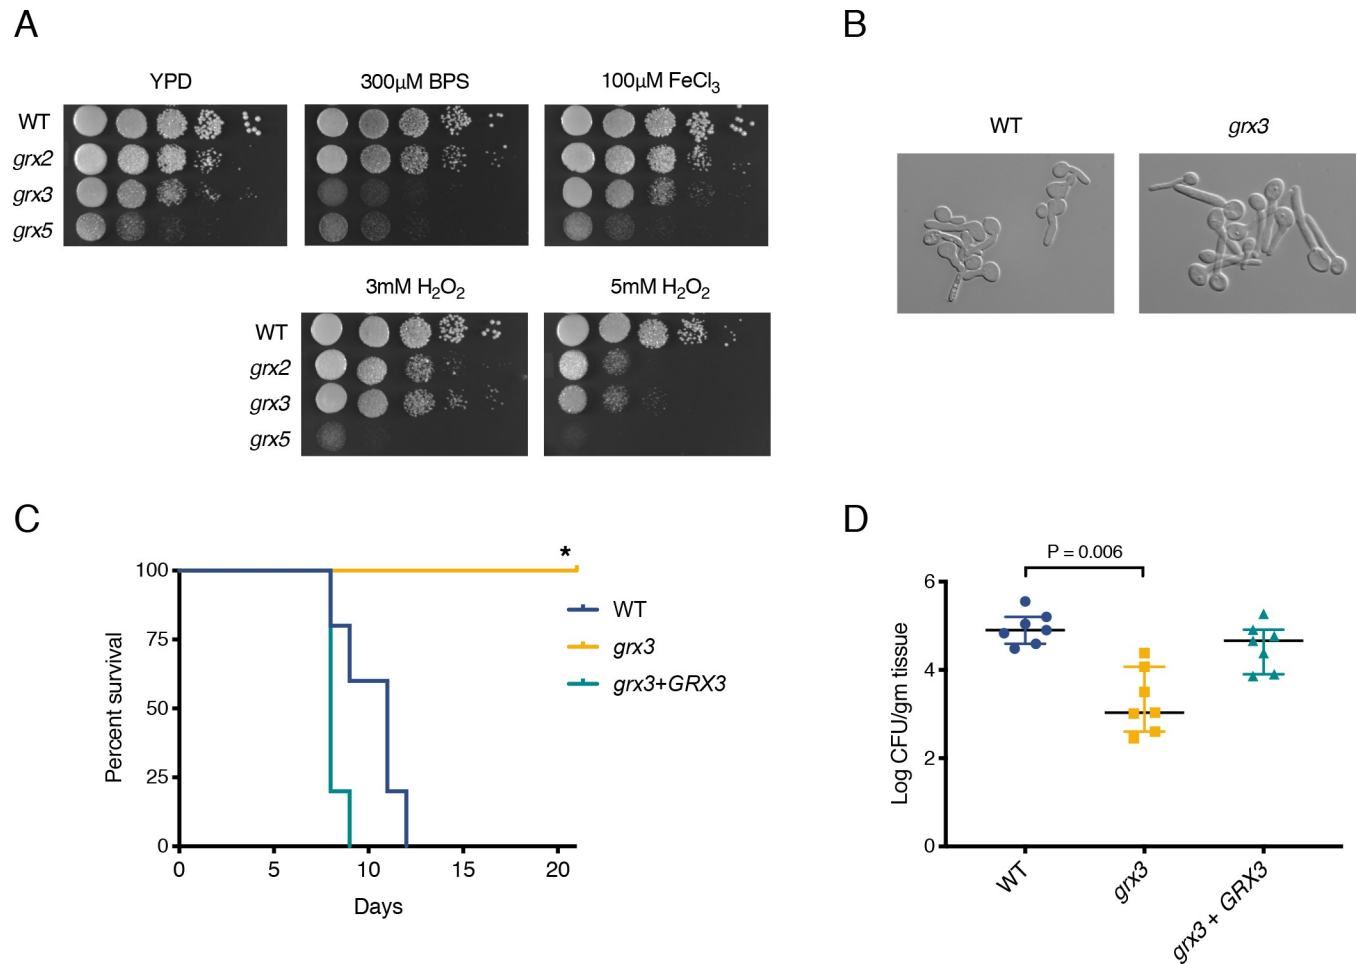 A
B
YPD
300µM BPS
100µM FeCl3
WT
grx2
grx3
grx5
WT
grx3
3mM H2O2
5mM H2O2
WT
grx2
grx3
grx5
C
D
*
100
75
50
25
0
Percent survival
0
5
10
15
20
Days
WT
grx3
grx3+GRX3
P = 0.006
6
4
2
0
Log CFU/gm tissue
WT
grx3
grx3 + GRX3